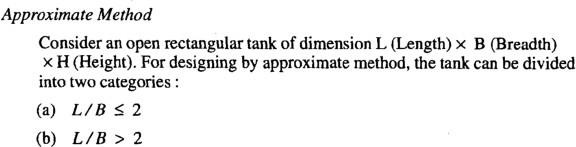 Approximate Method
Consider an open rectangular tank of dimension L (Length) × B (Breadth)
× H (Height). For designing by approximate method, the tank can be divided
into two categories :
(a) L/B ≤ 2
(b) L/B > 2